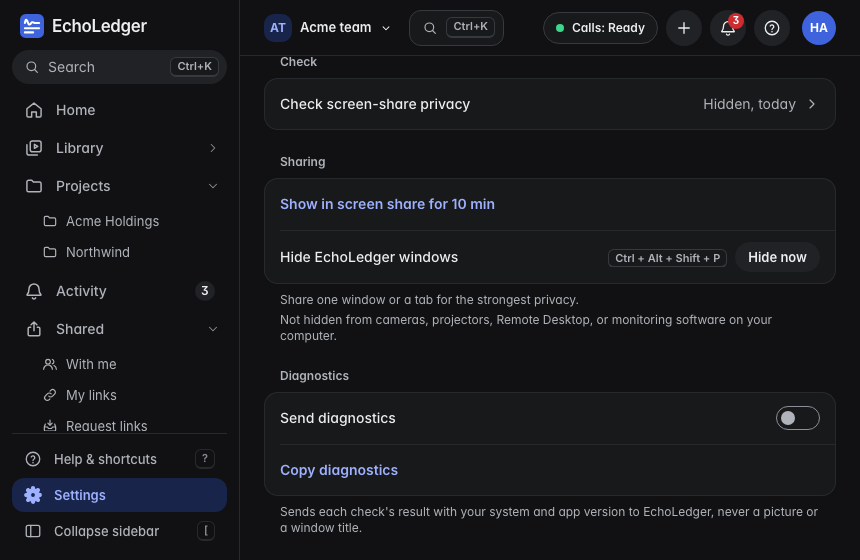 EchoLedger
Search Ctrl+K
Home
Library
Projects
Acme Holdings
Northwind
Activity 3
Shared
With me
My links
Request links
Help & shortcuts ?
Settings
Collapse sidebar [
AT Acme team Ctrl+K Calls: Ready 3 HA
Check
Check screen-share privacy Hidden, today
Sharing
Show in screen share for 10 min
Hide EchoLedger windows Ctrl + Alt + Shift + P Hide now
Share one window or a tab for the strongest privacy.
Not hidden from cameras, projectors, Remote Desktop, or monitoring software on your
computer.
Diagnostics
Send diagnostics
Copy diagnostics
Sends each check's result with your system and app version to EchoLedger, never a picture or
a window title.